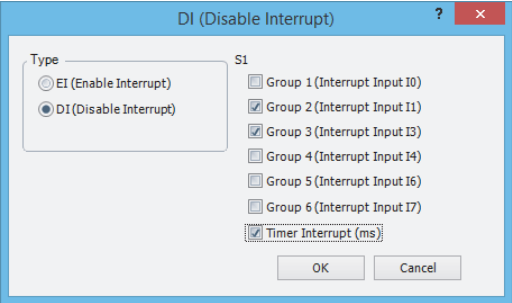 DI (Disable Interrupt)
? ×
Type
EI (Enable Interrupt)
DI (Disable Interrupt)
S1
Group 1 (Interrupt Input I0)
Group 2 (Interrupt Input I1)
Group 3 (Interrupt Input I3)
Group 4 (Interrupt Input I4)
Group 5 (Interrupt Input I6)
Group 6 (Interrupt Input I7)
Timer Interrupt (ms)
OK
Cancel